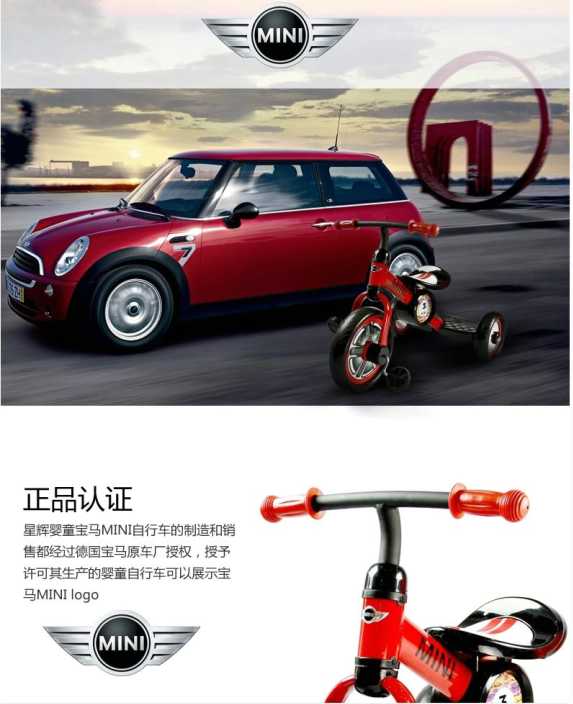 MINI
正品认证
星辉婴童宝马MINI自行车的制造和销
售都经过德国宝马原车厂授权，授予
许可其生产的婴童自行车可以展示宝
马MINI logo
MINI
MINI